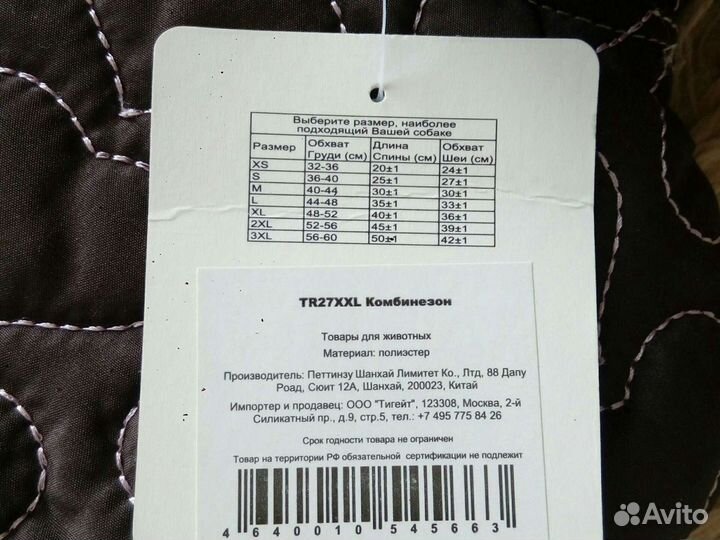 Выберите размер, наиболее
подходящий Вашей собаке
Размер Обхват Груди (см) Длина Спины (см) Обхват Шеи (см)
XS 32-36 20±1 24±1
S 36-40 25±1 27±1
M 40-44 30±1 30±1
L 44-48 35±1 33±1
XL 48-52 40±1 36±1
2XL 52-56 45±1 39±1
3XL 56-60 50±1 42±1
TR27XXL Комбинезон
Товары для животных
Материал: полиэстер
Производитель: Петтинзу Шанхай Лимитет Ко., Лтд, 88 Дапу
Роад, Сюит 12А, Шанхай, 200023, Китай
Импортер и продавец: ООО "Тигейт", 123308, Москва, 2-й
Силикатный пр., д.9, стр.5, тел.: +7 495 775 84 26
Срок годности товара не ограничен
Товар на территории РФ обязательной сертификации не подлежит
4640010545663
Avito